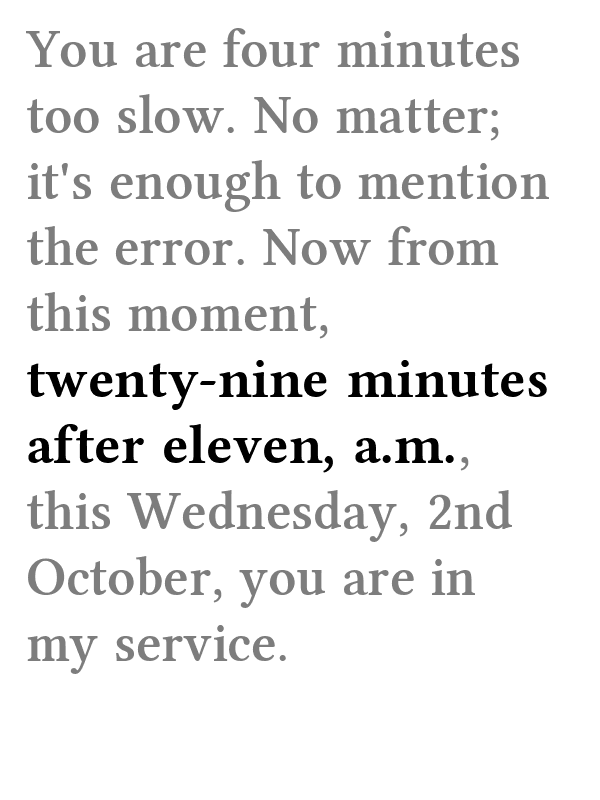 You are four minutes
too slow. No matter;
it's enough to mention
the error. Now from
this moment,
twenty-nine minutes
after eleven, a.m.,
this Wednesday, 2nd
October, you are in
my service.